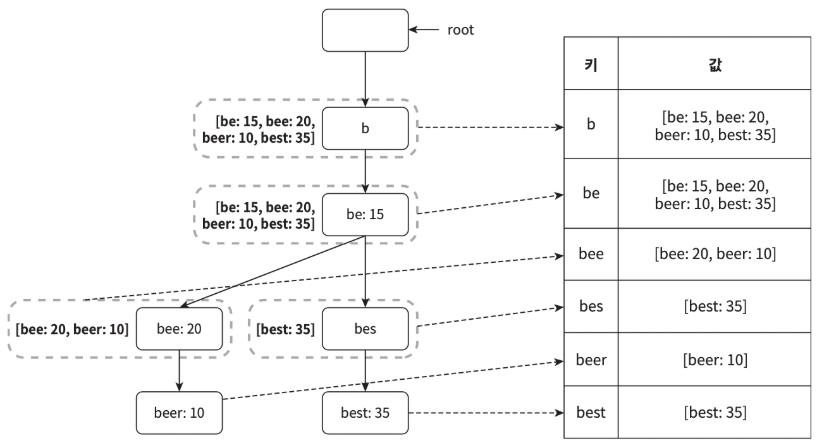 root
[be: 15, bee: 20,
beer: 10, best: 35]
b
[be: 15, bee: 20,
beer: 10, best: 35]
be: 15
[bee: 20, beer: 10]
bee: 20
[best: 35]
bes
beer: 10
best: 35
키 값
b [be: 15, bee: 20,
beer: 10, best: 35]
be [be: 15, bee: 20,
beer: 10, best: 35]
bee [bee: 20, beer: 10]
bes [best: 35]
beer [beer: 10]
best [best: 35]